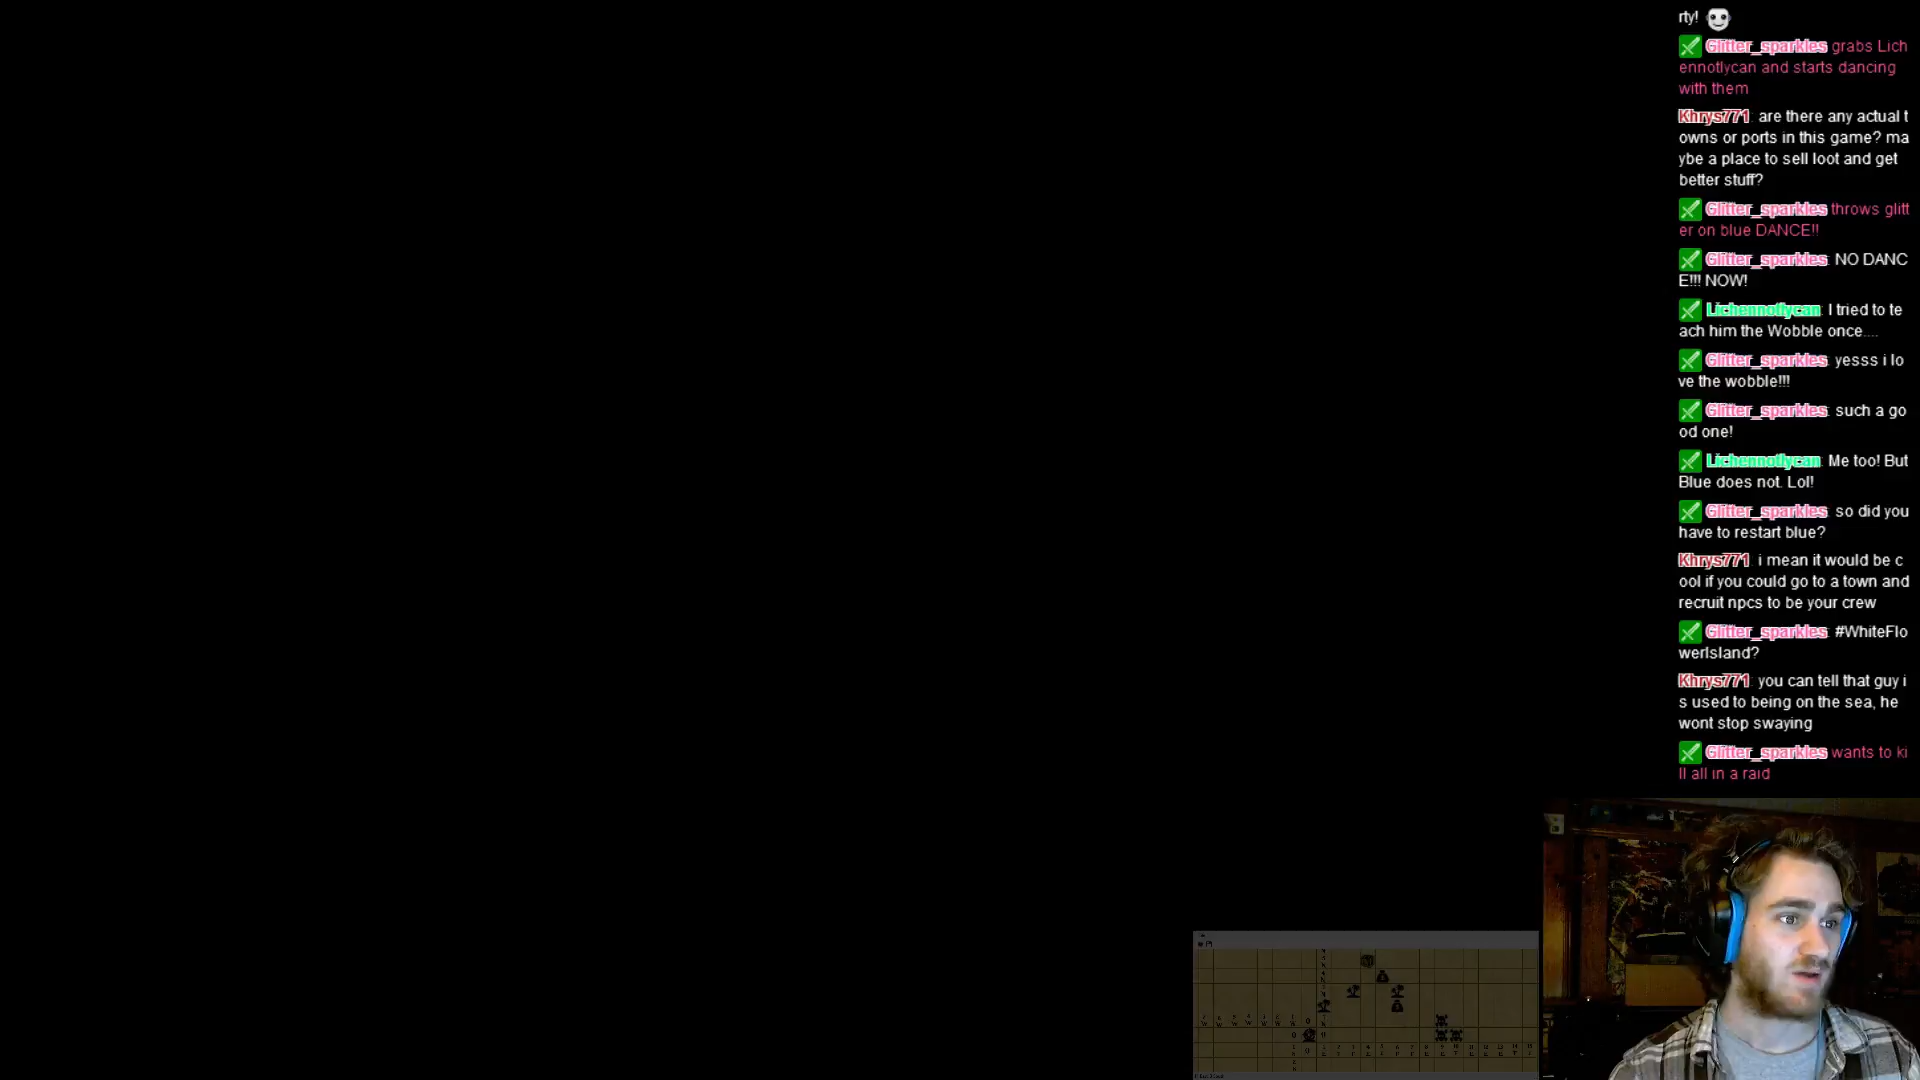 rty!
Glitter_sparkles grabs Lich
ennotlycan and starts dancing
with them
Khrys771: are there any actual t
owns or ports in this game? ma
ybe a place to sell loot and get
better stuff?
Glitter_sparkles throws glitt
er on blue DANCE!!
Glitter_sparkles: NO DANC
E!!! NOW!
Lichennotlycan: I tried to te
ach him the Wobble once....
Glitter_sparkles: yesss i lo
ve the wobble!!!
Glitter_sparkles: such a go
od one!
Lichennotlycan: Me too! But
Blue does not. Lol!
Glitter_sparkles: so did you
have to restart blue?
Khrys771: i mean it would be c
ool if you could go to a town and
recruit npcs to be your crew
Glitter_sparkles: #WhiteFlo
werIsland?
Khrys771: you can tell that guy i
s used to being on the sea, he
wont stop swaying
Glitter_sparkles wants to ki
ll all in a raid